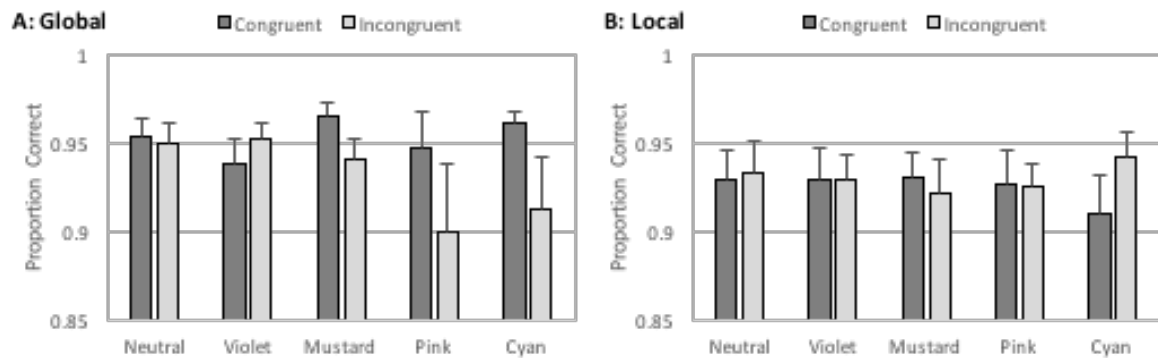 A: Global
Congruent Incongruent
Proportion Correct
1
0.95
0.9
0.85
Neutral Violet Mustard Pink Cyan
B: Local
Congruent Incongruent
Proportion Correct
1
0.95
0.9
0.85
Neutral Violet Mustard Pink Cyan